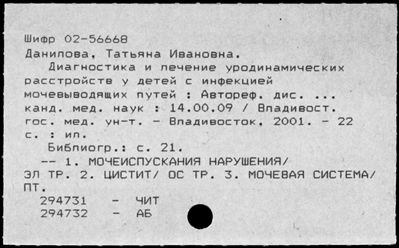 Шифр 02-56668
Данилова, Татьяна Ивановна.
Диагностика и лечение уродинамических
расстройств у детей с инфекцией
мочевыводящих путей : Автореф. дис. ...
канд. мед. наук : 14.00.09 / Владивост.
гос. мед. ун-т. - Владивосток, 2001. - 22
с. : ил.
Библиогр.: с. 21.
-- 1. МОЧЕИСПУСКАНИЯ НАРУШЕНИЯ/
ЭЛ ТР. 2. ЦИСТИТ/ ОС ТР. 3. МОЧЕВАЯ СИСТЕМА/
ПТ.
294731 - ЧИТ
294732 - АБ